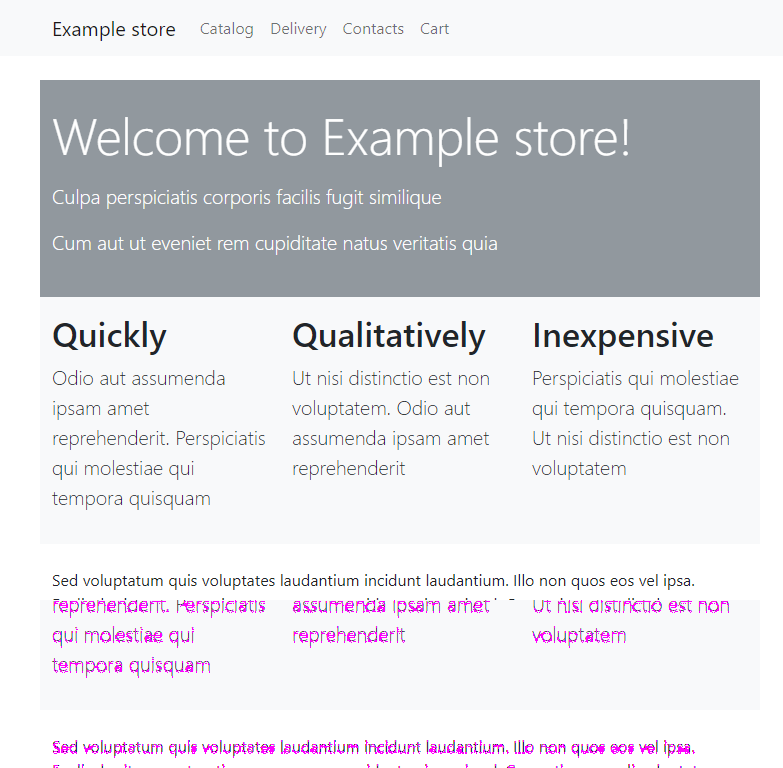 Example store Catalog Delivery Contacts Cart
Welcome to Example store!
Culpa perspiciatis corporis facilis fugit similique
Cum aut ut eveniet rem cupiditate natus veritatis quia
Quickly
Odio aut assumenda
ipsam amet
reprehenderit. Perspiciatis
qui molestiae qui
tempora quisquam
Qualitatively
Ut nisi distinctio est non
voluptatem. Odio aut
assumenda ipsam amet
reprehenderit
Inexpensive
Perspiciatis qui molestiae
qui tempora quisquam.
Ut nisi distinctio est non
voluptatem
Sed voluptatum quis voluptates laudantium incidunt laudantium. Illo non quos eos vel ipsa.
reprehenderit. Perspiciatis
qui molestiae qui
tempora quisquam
assumenda ipsam amet
reprehenderit
Ut nisi distinctio est non
voluptatem
Sed voluptatum quis voluptates laudantium incidunt laudantium. Illo non quos eos vel ipsa.